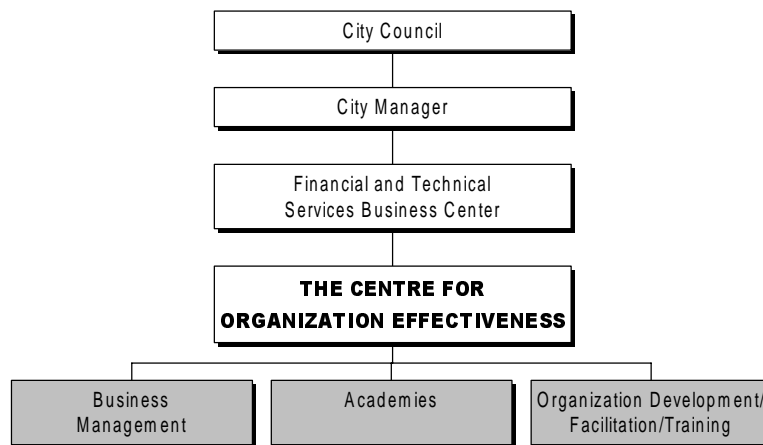 City Council
City Manager
Financial and Technical
Services Business Center
THE CENTRE FOR
ORGANIZATION EFFECTIVENESS
Business
Management
Academies
Organization Development/
Facilitation/Training